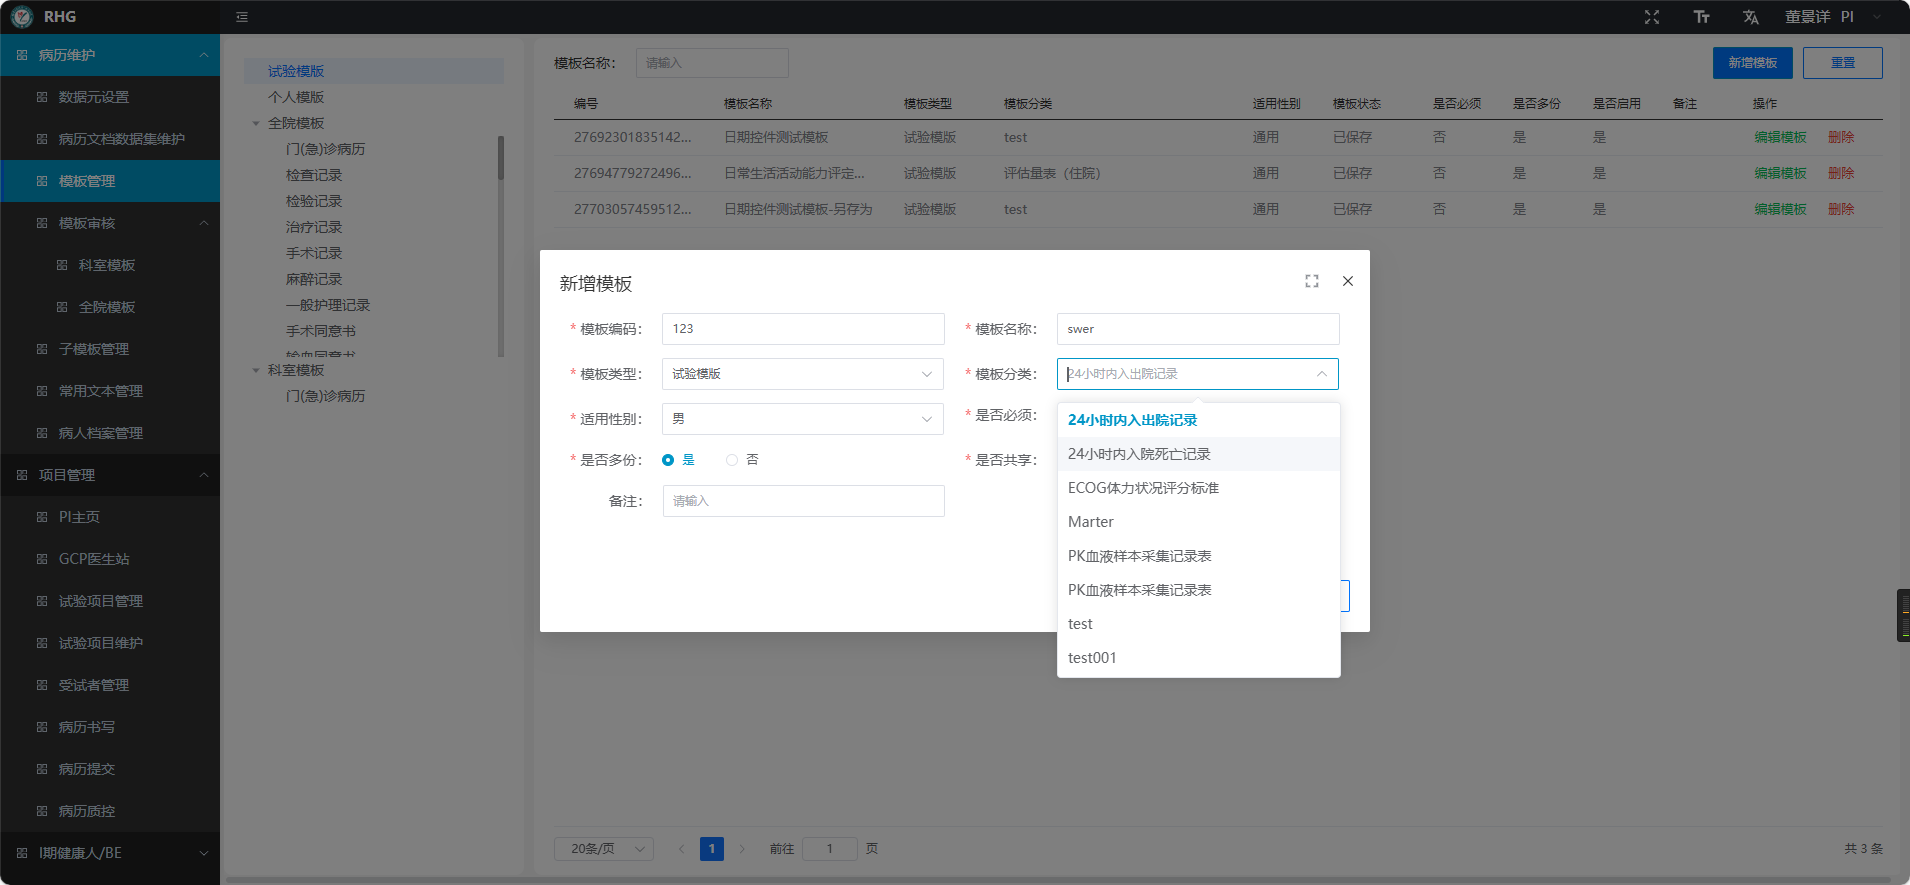 RHG
董景详 PI
病历维护
数据元设置
病历文档数据集维护
模板管理
模板审核
科室模板
全院模板
子模板管理
常用文本管理
病人档案管理
项目管理
PI主页
GCP医生站
试验项目管理
试验项目维护
受试者管理
病历书写
病历提交
病历质控
I期健康人/BE
试验模版
个人模版
全院模板
门(急)诊病历
检查记录
检验记录
治疗记录
手术记录
麻醉记录
一般护理记录
手术同意书
输血同意书
科室模板
门(急)诊病历
模板名称: 请输入 新增模板 重置
编号 模板名称 模板类型 模板分类 适用性别 模板状态 是否必须 是否多份 是否启用 备注 操作
27692301835142... 日期控件测试模板 试验模版 test 通用 已保存 否 是 是 编辑模板 删除
27694779272496... 日常生活活动能力评定... 试验模版 评估量表（住院） 通用 已保存 否 是 是 编辑模板 删除
27703057459512... 日期控件测试模板-另存为 试验模版 test 通用 已保存 否 是 是 编辑模板 删除
新增模板
* 模板编码: 123 * 模板名称: swer
* 模板类型: 试验模版 * 模板分类: 24小时内入出院记录
* 适用性别: 男 * 是否必须:
* 是否多份: 是 否 * 是否共享:
备注: 请输入
24小时内入出院记录
24小时内入院死亡记录
ECOG体力状况评分标准
Marter
PK血液样本采集记录表
PK血液样本采集记录表
test
test001
20条/页 1 前往 1 页 共 3 条